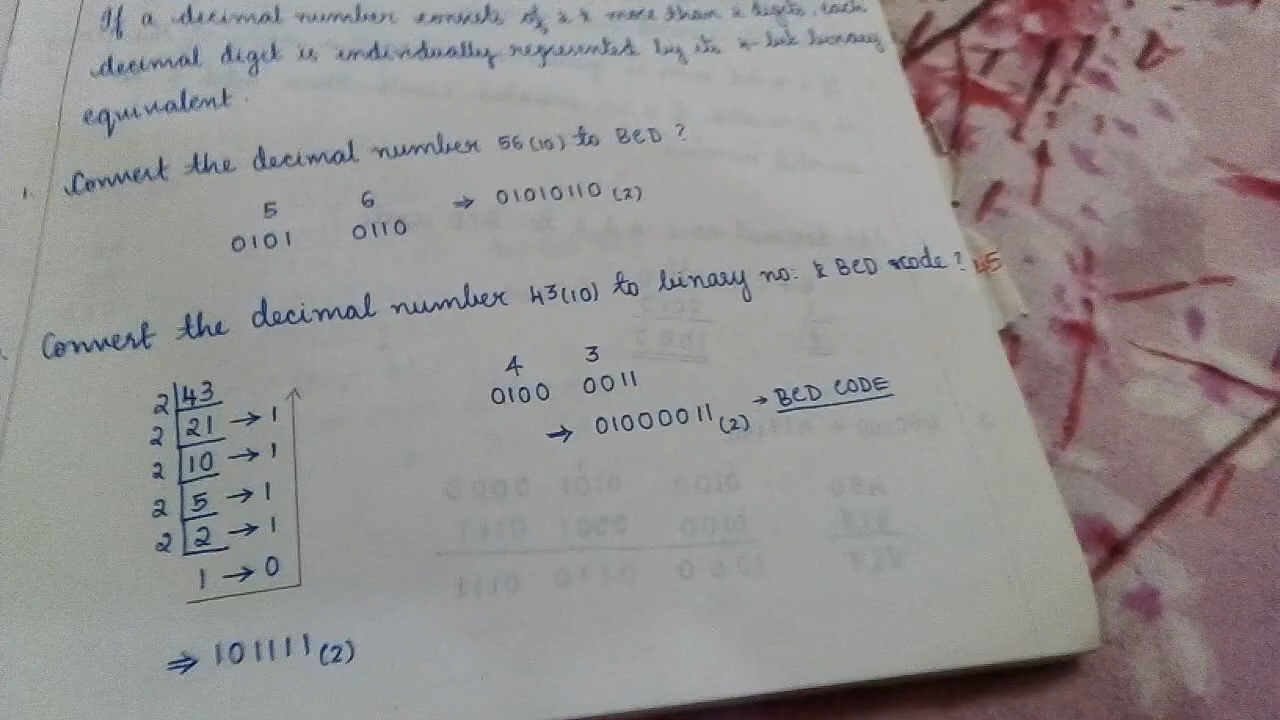 If a decimal number consists of 2 or more than 2 digits, each
decimal digit is individually represented by its 4 bit binary
equivalent.
1. Convert the decimal number 56(10) to BCD?
5 6 ⇒ 01010110 (2)
0101 0110
Convert the decimal number 43(10) to binary no: & BCD code?
4 3
0100 0011
⇒ 01000011 (2) → BCD CODE
2 43
2 21 → 1
2 10 → 1
2 5 → 1
2 2 → 1
1 → 0
⇒ 101111 (2)